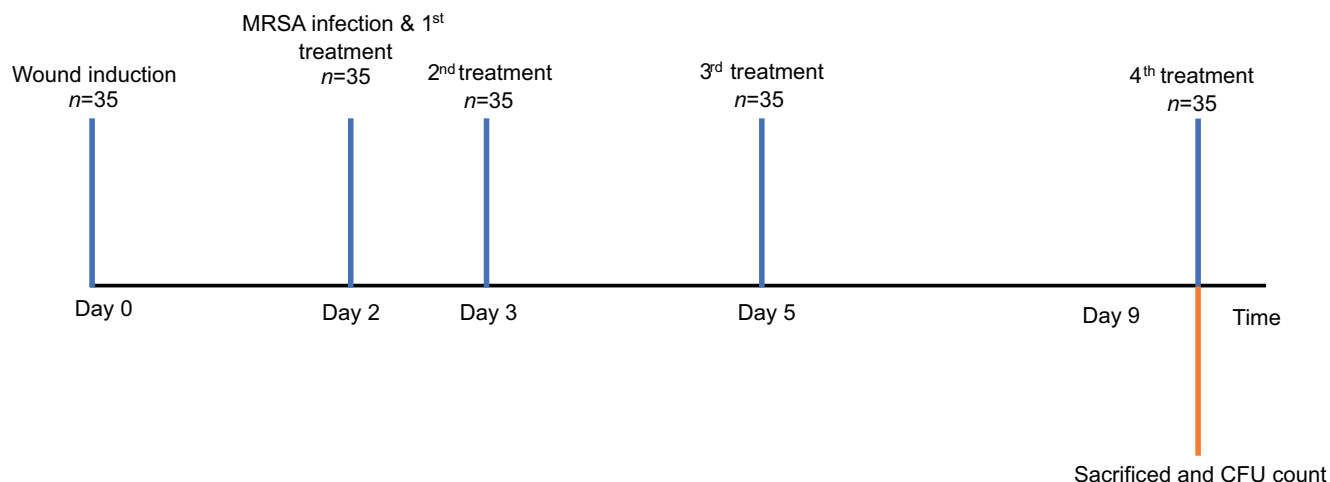 MRSA infection & 1st
treatment
n=35
Wound induction
n=35
2nd treatment
n=35
3rd treatment
n=35
4th treatment
n=35
Day 0
Day 2
Day 3
Day 5
Day 9
Time
Sacrificed and CFU count